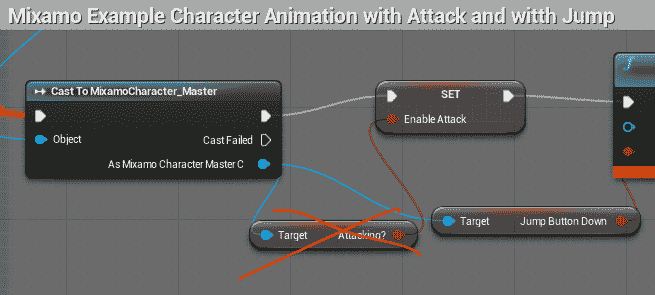 Mixamo Example Character Animation with Attack and witth Jump
Cast To MixamoCharacter_Master
Object
Cast Failed
As Mixamo Character Master C
SET
Enable Attack
Target
Attacking?
Target
Jump Button Down
f